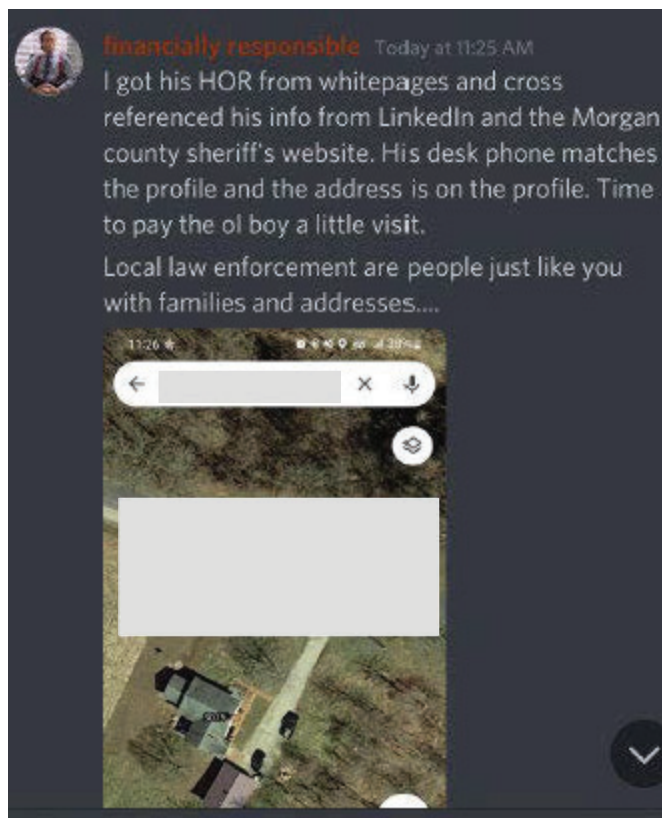 financially responsible Today at 11:25 AM
I got his HOR from whitepages and cross
referenced his info from LinkedIn and the Morgan
county sheriff's website. His desk phone matches
the profile and the address is on the profile. Time
to pay the ol boy a little visit.
Local law enforcement are people just like you
with families and addresses....
11:26